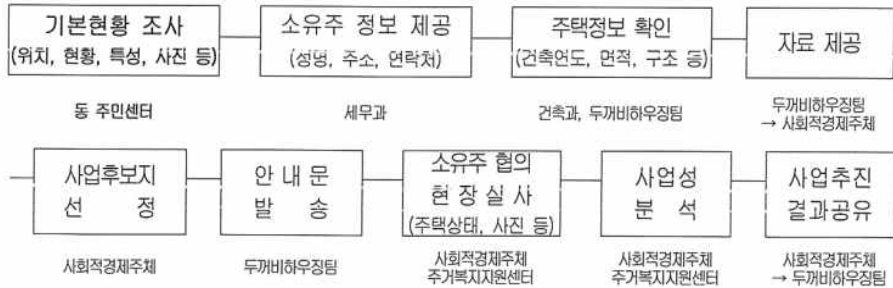 기본현황 조사
(위치, 현황, 특성, 사진 등)
소유주 정보 제공
(성명, 주소, 연락처)
주택정보 확인
(건축연도, 면적, 구조 등)
자료 제공
동 주민센터
세무과
건축과, 두꺼비하우징팀
두꺼비하우징팀
→ 사회적경제주체
사업후보지
선 정
안 내 문
발 송
소유주 협의
현 장 실 사
(주택상태, 사진 등)
사업성
분 석
사업추진
결과공유
사회적경제주체
두꺼비하우징팀
사회적경제주체
주거복지지원센터
사회적경제주체
주거복지지원센터
사회적경제주체
→ 두꺼비하우징팀